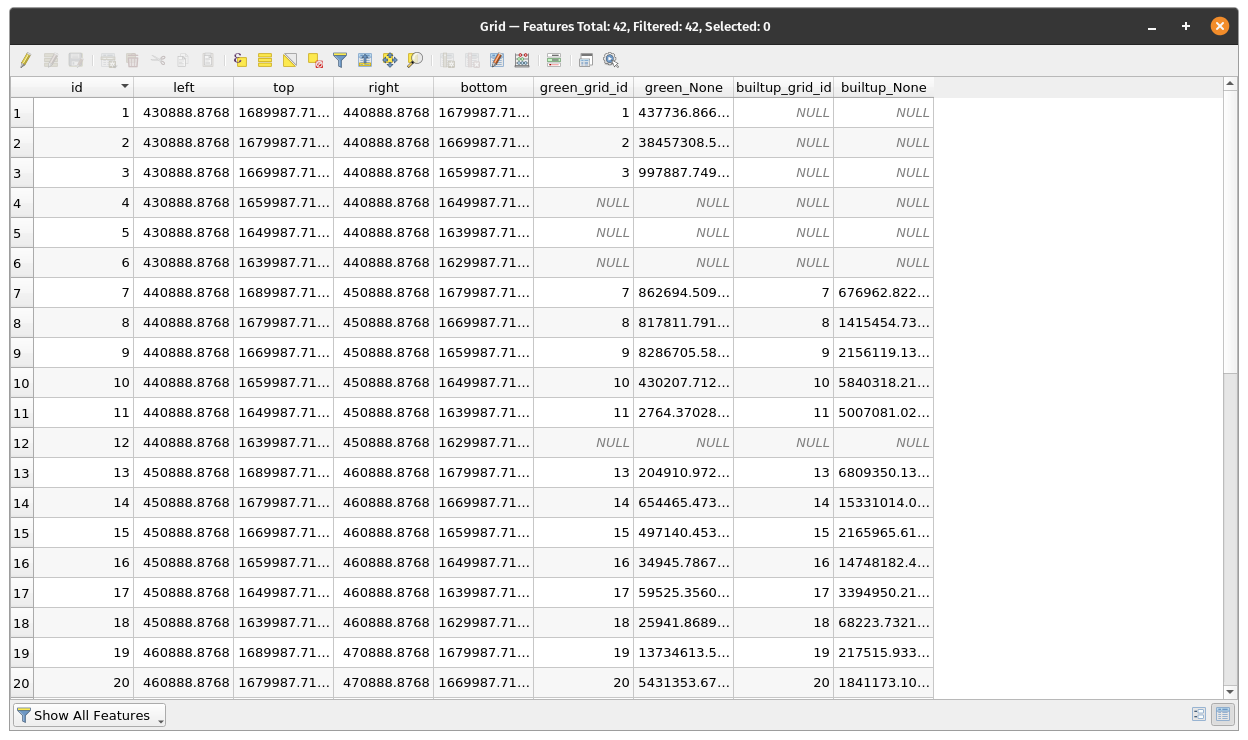 Grid — Features Total: 42, Filtered: 42, Selected: 0
id left top right bottom green_grid_id green_None builtup_grid_id builtup_None
1 1 430888.8768 1689987.71... 440888.8768 1679987.71... 1 437736.866... NULL NULL
2 2 430888.8768 1679987.71... 440888.8768 1669987.71... 2 38457308.5... NULL NULL
3 3 430888.8768 1669987.71... 440888.8768 1659987.71... 3 997887.749... NULL NULL
4 4 430888.8768 1659987.71... 440888.8768 1649987.71... NULL NULL NULL NULL
5 5 430888.8768 1649987.71... 440888.8768 1639987.71... NULL NULL NULL NULL
6 6 430888.8768 1639987.71... 440888.8768 1629987.71... NULL NULL NULL NULL
7 7 440888.8768 1689987.71... 450888.8768 1679987.71... 7 862694.509... 7 676962.822...
8 8 440888.8768 1679987.71... 450888.8768 1669987.71... 8 817811.791... 8 1415454.73...
9 9 440888.8768 1669987.71... 450888.8768 1659987.71... 9 8286705.58... 9 2156119.13...
10 10 440888.8768 1659987.71... 450888.8768 1649987.71... 10 430207.712... 10 5840318.21...
11 11 440888.8768 1649987.71... 450888.8768 1639987.71... 11 2764.37028... 11 5007081.02...
12 12 440888.8768 1639987.71... 450888.8768 1629987.71... NULL NULL NULL NULL
13 13 450888.8768 1689987.71... 460888.8768 1679987.71... 13 204910.972... 13 6809350.13...
14 14 450888.8768 1679987.71... 460888.8768 1669987.71... 14 654465.473... 14 15331014.0...
15 15 450888.8768 1669987.71... 460888.8768 1659987.71... 15 497140.453... 15 2165965.61...
16 16 450888.8768 1659987.71... 460888.8768 1649987.71... 16 34945.7867... 16 14748182.4...
17 17 450888.8768 1649987.71... 460888.8768 1639987.71... 17 59525.3560... 17 3394950.21...
18 18 450888.8768 1639987.71... 460888.8768 1629987.71... 18 25941.8689... 18 68223.7321...
19 19 460888.8768 1689987.71... 470888.8768 1679987.71... 19 13734613.5... 19 217515.933...
20 20 460888.8768 1679987.71... 470888.8768 1669987.71... 20 5431353.67... 20 1841173.10...
Show All Features